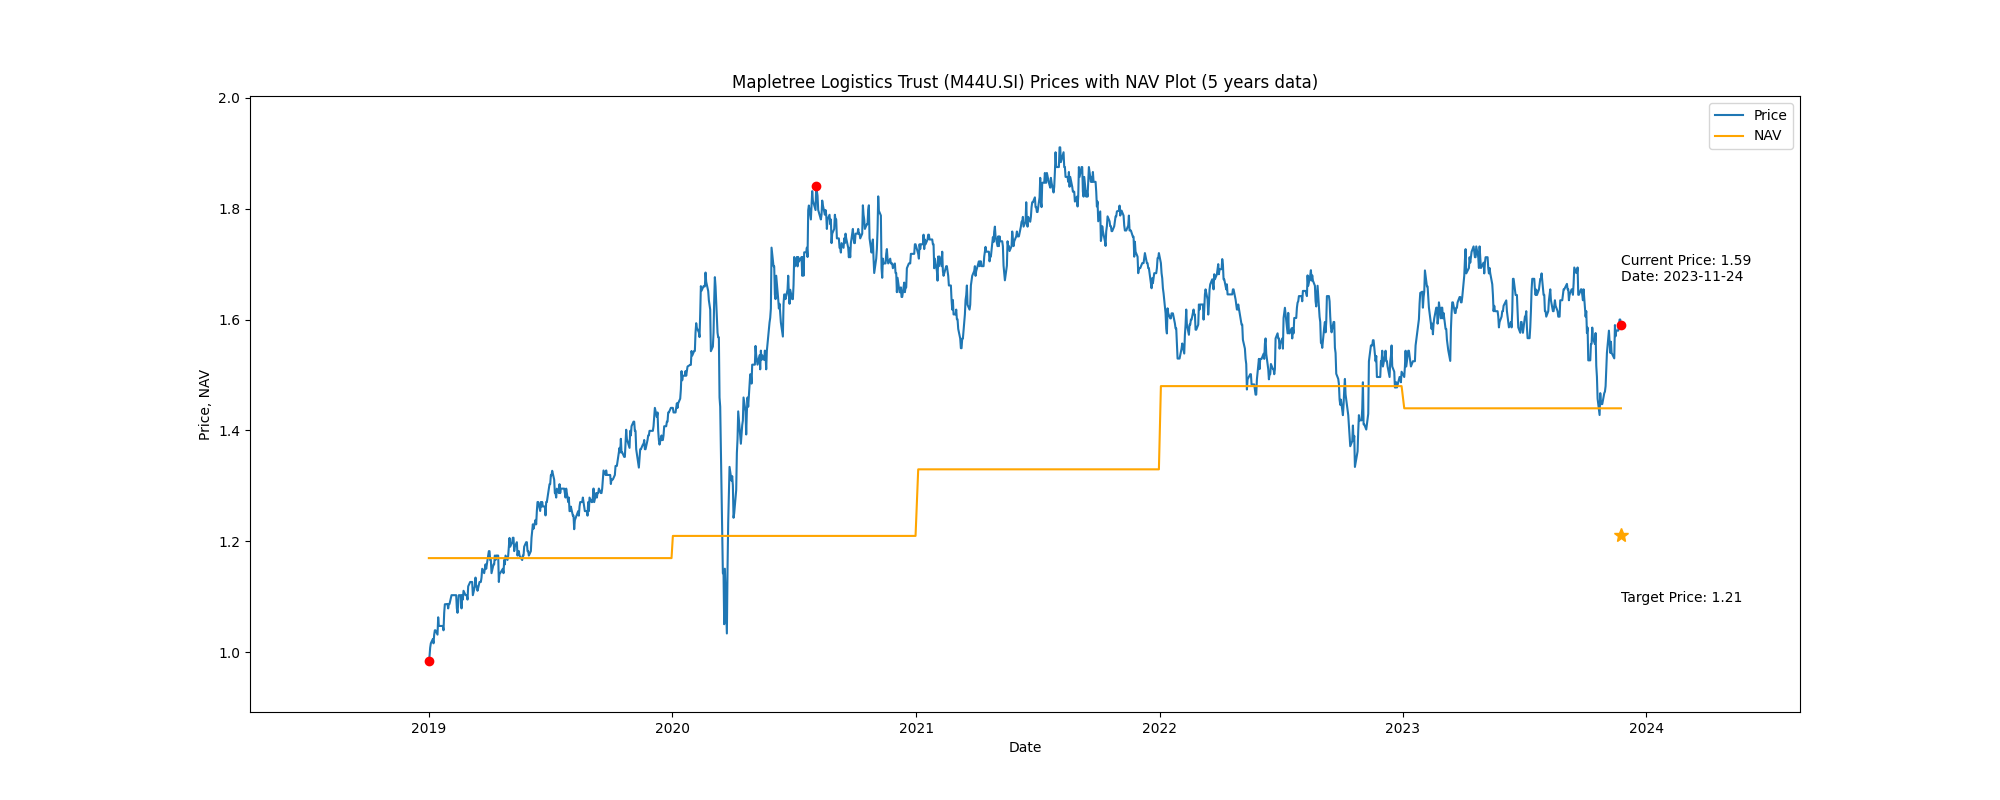 Mapletree Logistics Trust (M44U.SI) Prices with NAV Plot (5 years data)
2.0
1.8
1.6
1.4
1.2
1.0
Price, NAV
Price
NAV
Current Price: 1.59
Date: 2023-11-24
Target Price: 1.21
2019
2020
2021
2022
2023
2024
Date